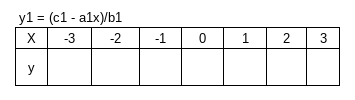 y1 = (c1 - a1x)/b1
X -3 -2 -1 0 1 2 3
y